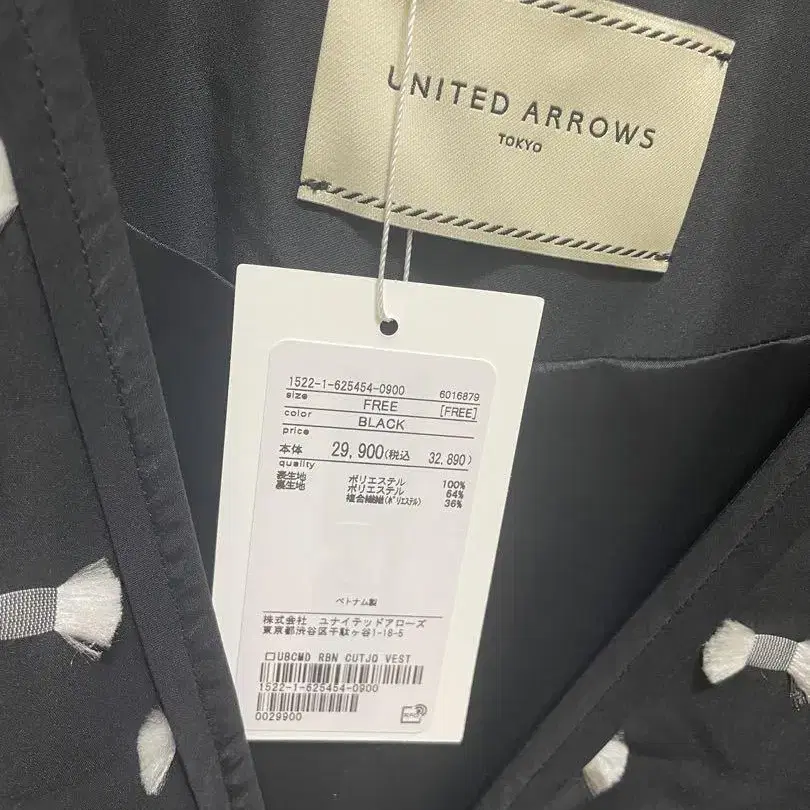 UNITED ARROWS
TOKYO
1522-1-625454-0900 6016879
size FREE [FREE]
color BLACK
price
本体 29,900(税込 32,890)
quality
表生地 ポリエステル 100%
裏生地 ポリエステル 64%
複合繊維(ポリエステル) 36%
ベトナム製
株式会社 ユナイテッドアローズ
東京都渋谷区千駄ヶ谷1-18-5
□UBCMD RBN CUTJQ VEST
1522-1-625454-0900
0029900